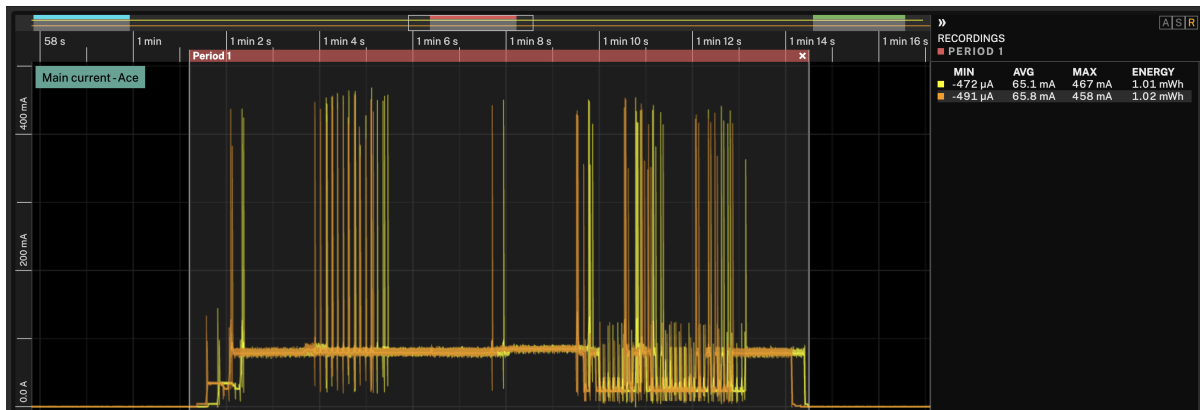 »
A S R
58 s
1 min
1 min 2 s
1 min 4 s
1 min 6 s
1 min 8 s
1 min 10 s
1 min 12 s
1 min 14 s
1 min 16 s
RECORDINGS
PERIOD 1
Period 1 ×
Main current - Ace
MIN AVG MAX ENERGY
-472 µA 65.1 mA 467 mA 1.01 mWh
-491 µA 65.8 mA 458 mA 1.02 mWh
400 mA
200 mA
0.0 A